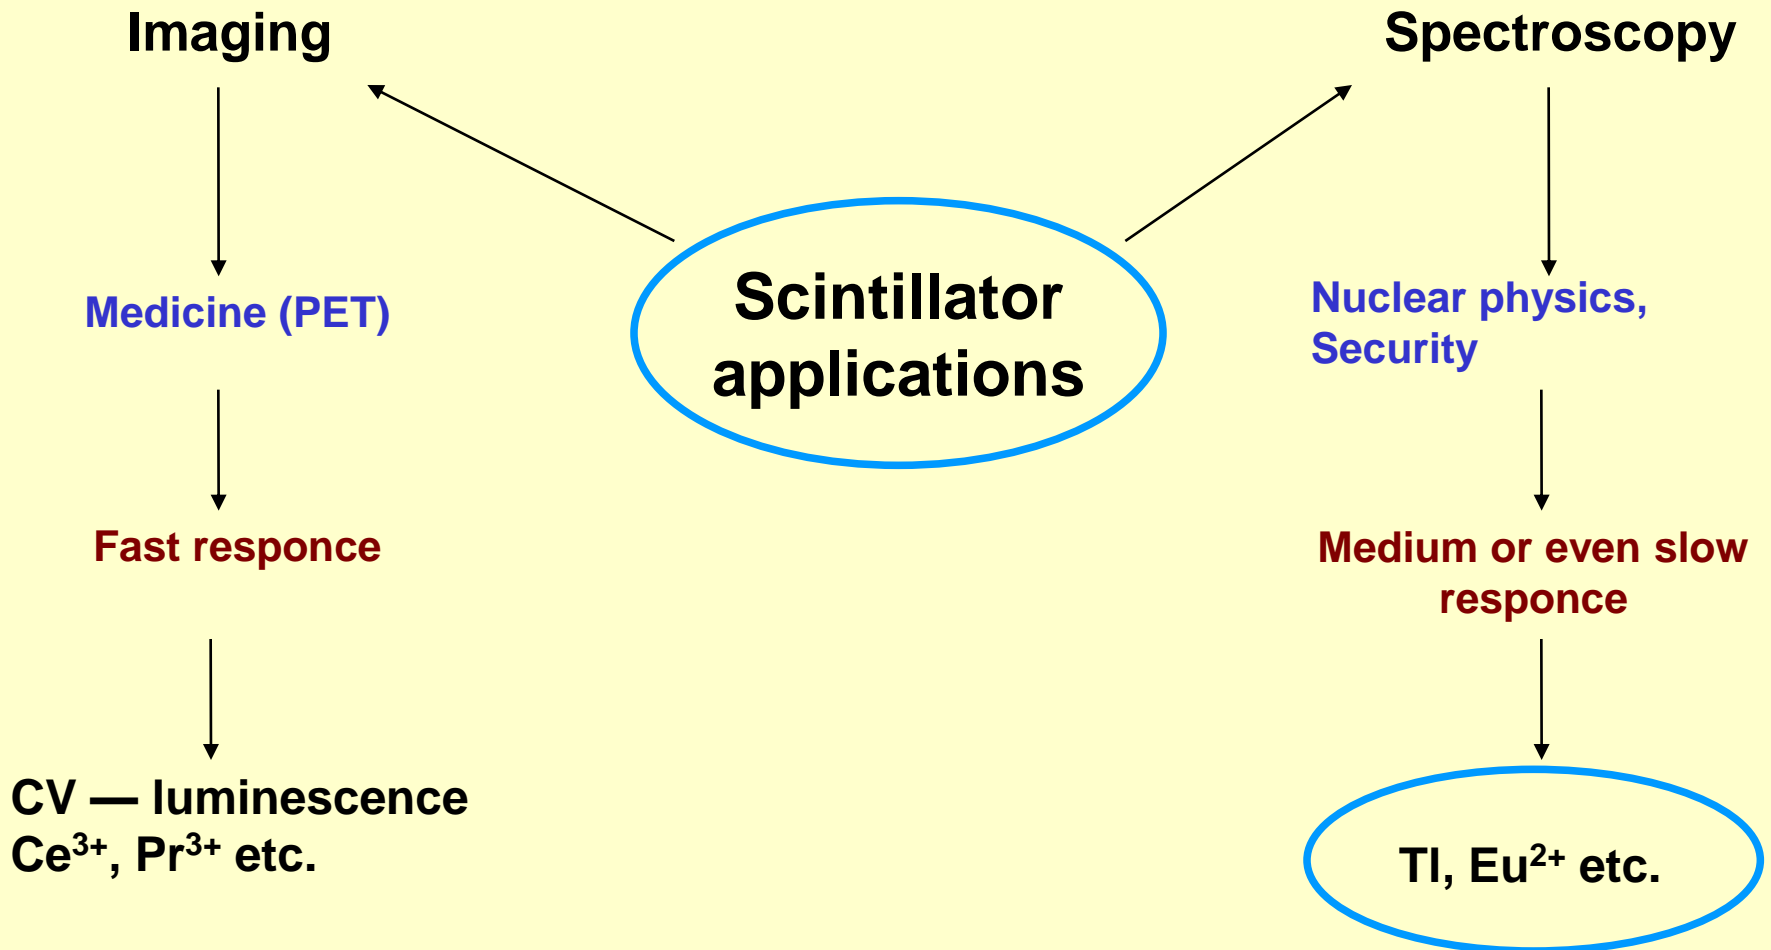 Imaging
Spectroscopy
Scintillator
applications
Medicine (PET)
Nuclear physics,
Security
Fast responce
Medium or even slow
responce
CV — luminescence
Ce³⁺, Pr³⁺ etc.
Tl, Eu²⁺ etc.